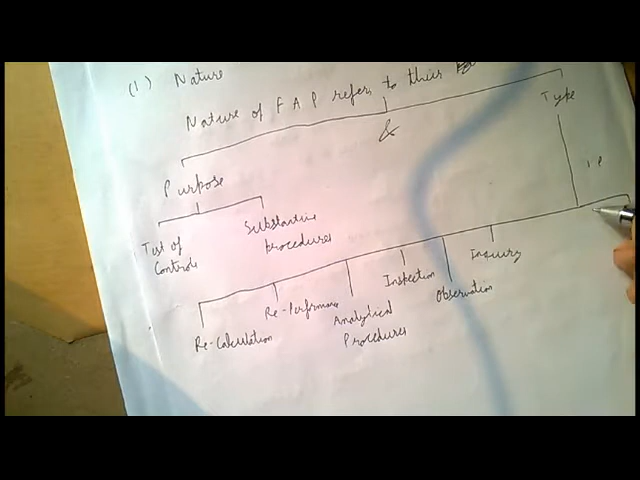 (1) Nature
Nature of F A P refers to their
&
Purpose
Type
Test of
Controls
Substantive
procedures
Re-Calculation
Re-Performance
Analytical
Procedures
Inspection
Observation
Inquiry